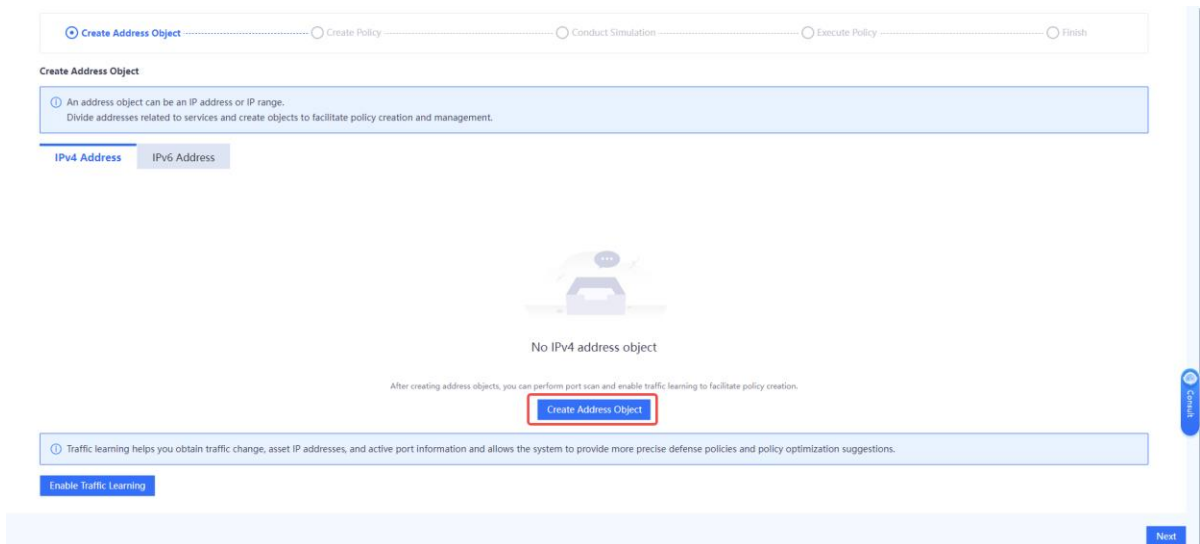 Create Address Object
Create Policy
Conduct Simulation
Execute Policy
Finish
Create Address Object
An address object can be an IP address or IP range.
Divide addresses related to services and create objects to facilitate policy creation and management.
IPv4 Address
IPv6 Address
No IPv4 address object
After creating address objects, you can perform port scan and enable traffic learning to facilitate policy creation.
Create Address Object
Consult
Traffic learning helps you obtain traffic change, asset IP addresses, and active port information and allows the system to provide more precise defense policies and policy optimization suggestions.
Enable Traffic Learning
Next